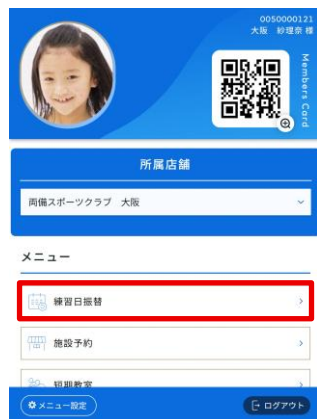 0050000121
大阪 紗理奈 様
Members Card
所属店舗
両備スポーツクラブ 大阪
メニュー
練習日振替
施設予約
短期教室
メニュー設定
ログアウト